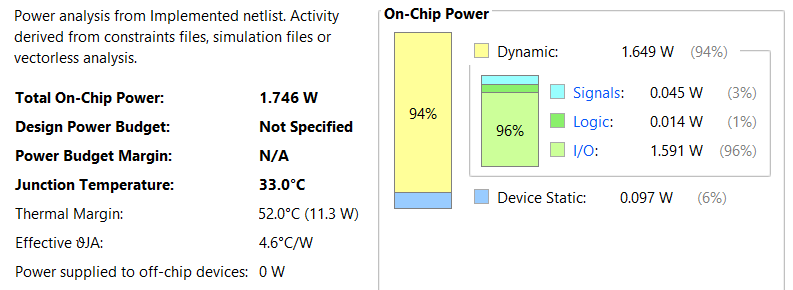 Power analysis from Implemented netlist. Activity
derived from constraints files, simulation files or
vectorless analysis.
Total On-Chip Power: 1.746 W
Design Power Budget: Not Specified
Power Budget Margin: N/A
Junction Temperature: 33.0°C
Thermal Margin: 52.0°C (11.3 W)
Effective ϑJA: 4.6°C/W
Power supplied to off-chip devices: 0 W
On-Chip Power
94%
Dynamic: 1.649 W (94%)
96%
Signals: 0.045 W (3%)
Logic: 0.014 W (1%)
I/O: 1.591 W (96%)
Device Static: 0.097 W (6%)